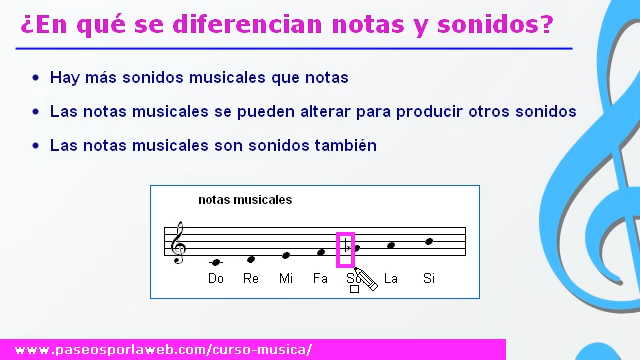 ¿En qué se diferencian notas y sonidos?
Hay más sonidos musicales que notas
Las notas musicales se pueden alterar para producir otros sonidos
Las notas musicales son sonidos también
notas musicales
Do Re Mi Fa So La Si
www.paseosporlaweb.com/curso-musica/